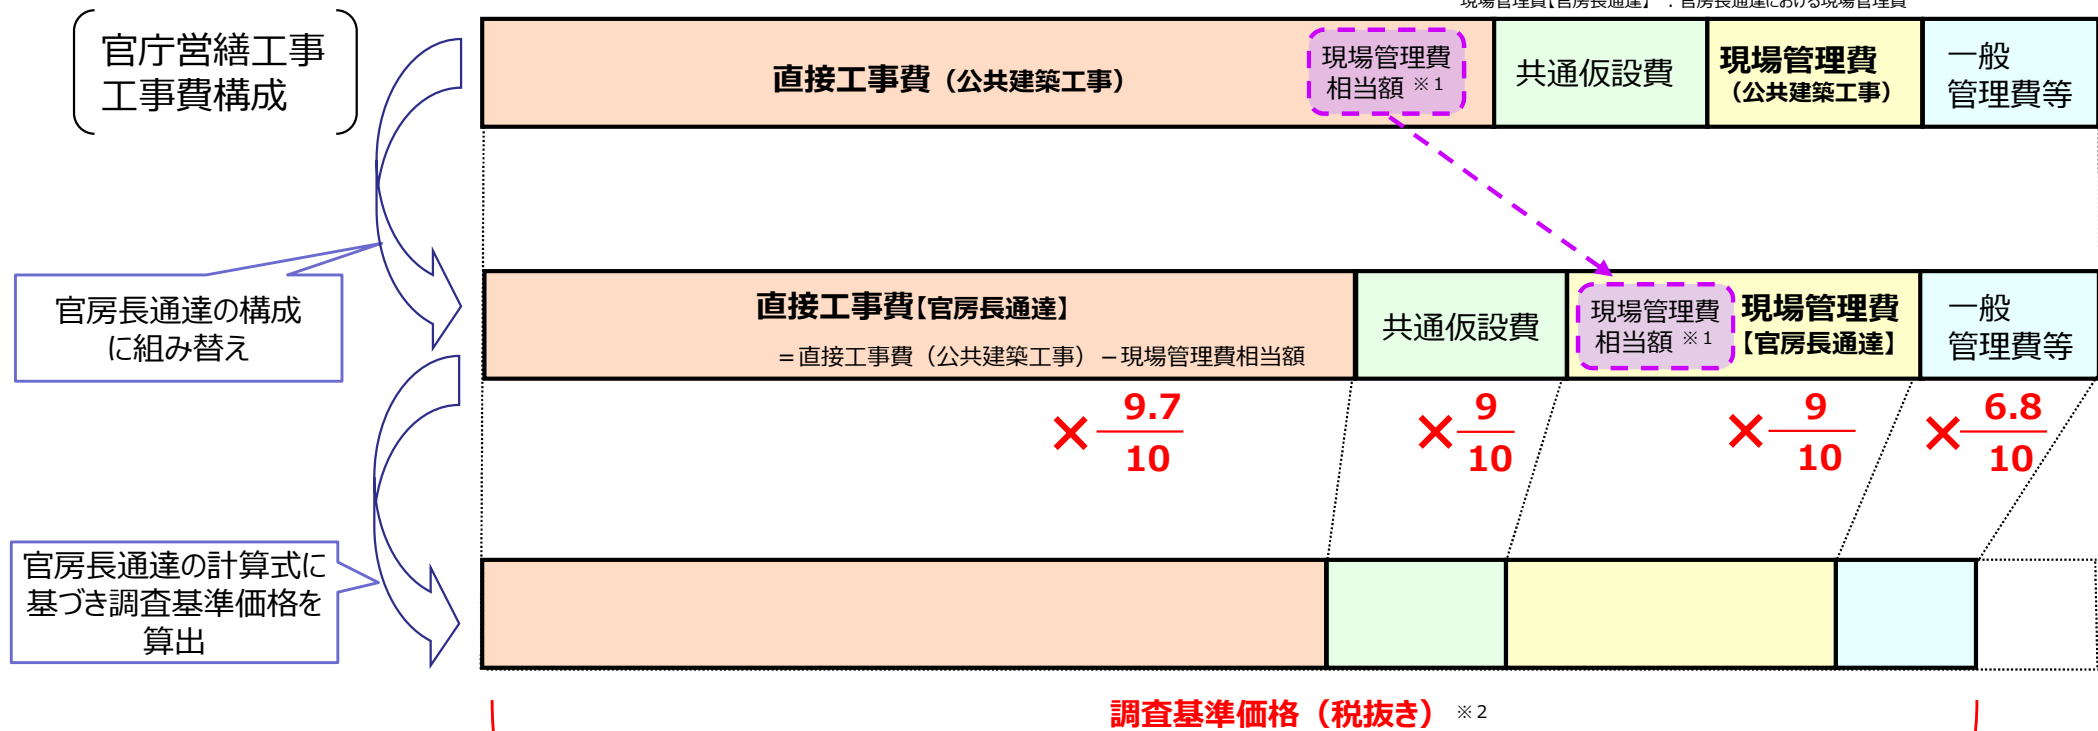 現場管理費【官房長通達】 ：官房長通達における現場管理費
官庁営繕工事
工事費構成
直接工事費（公共建築工事）
現場管理費
相当額 ※1
共通仮設費
現場管理費
（公共建築工事）
一般
管理費等
官房長通達の構成
に組み替え
直接工事費【官房長通達】
＝直接工事費（公共建築工事）－現場管理費相当額
共通仮設費
現場管理費
相当額 ※1
現場管理費
【官房長通達】
一般
管理費等
× 9.7
10
× 9
10
× 9
10
× 6.8
10
官房長通達の計算式に
基づき調査基準価格を
算出
調査基準価格（税抜き） ※2